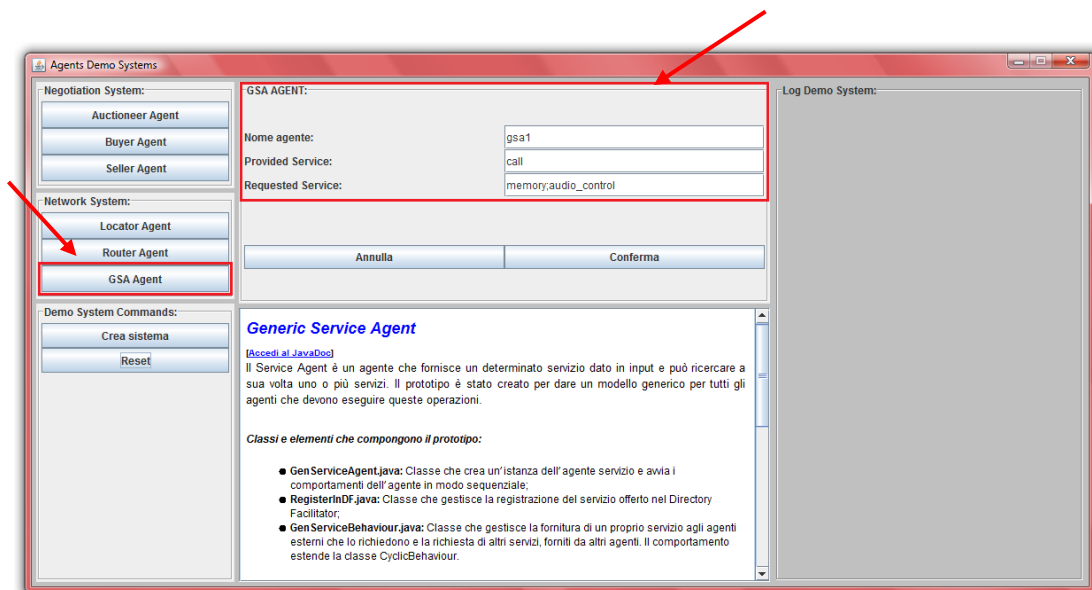 Agents Demo Systems
Negotiation System:
Auctioneer Agent
Buyer Agent
Seller Agent
Network System:
Locator Agent
Router Agent
GSA Agent
Demo System Commands:
Crea sistema
Reset
GSA AGENT:
Nome agente:
gsa1
Provided Service:
call
Requested Service:
memory;audio_control
Annulla
Conferma
Generic Service Agent
[Accedi al JavaDoc]
Il Service Agent è un agente che fornisce un determinato servizio dato in input e può ricercare a
sua volta uno o più servizi. Il prototipo è stato creato per dare un modello generico per tutti gli
agenti che devono eseguire queste operazioni.
Classi e elementi che compongono il prototipo:
● GenServiceAgent.java: Classe che crea un'istanza dell'agente servizio e avvia i
comportamenti dell'agente in modo sequenziale;
● RegisterInDF.java: Classe che gestisce la registrazione del servizio offerto nel Directory
Facilitator;
● GenServiceBehaviour.java: Classe che gestisce la fornitura di un proprio servizio agli agenti
esterni che lo richiedono e la richiesta di altri servizi, forniti da altri agenti. Il comportamento
estende la classe CyclicBehaviour.
Log Demo System: